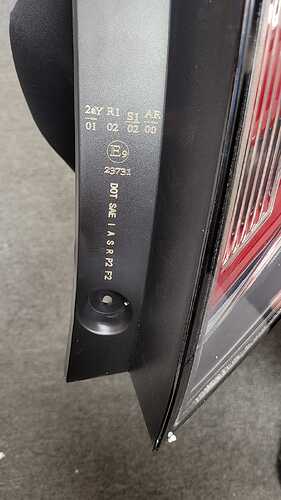 2aY R1 S1 AR
01 02 02 00
E9
23731
DOT SAE I A S R P2 F2